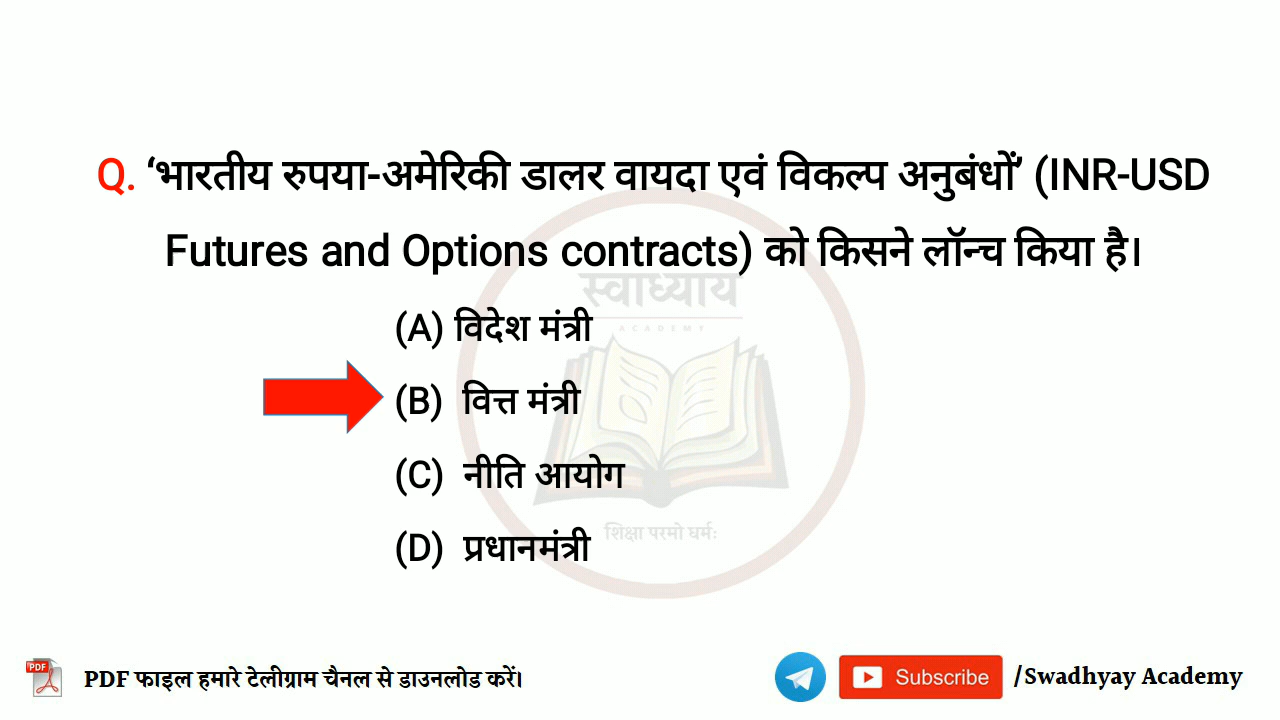 Q. ‘भारतीय रुपया-अमेरिकी डालर वायदा एवं विकल्प अनुबंधों’ (INR-USD
Futures and Options contracts) को किसने लॉन्च किया है।
स्वाध्याय
ACADEMY
(A) विदेश मंत्री
(B) वित्त मंत्री
(C) नीति आयोग
(D) प्रधानमंत्री
शिक्षा परमो धर्मः
PDF
PDF फाइल हमारे टेलीग्राम चैनल से डाउनलोड करें।
Subscribe
/Swadhyay Academy